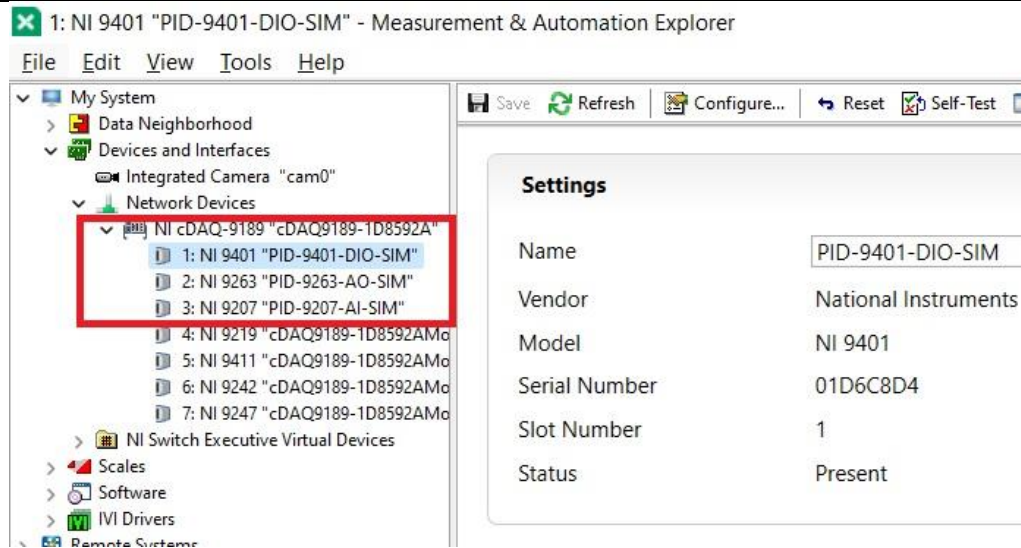 1: NI 9401 "PID-9401-DIO-SIM" - Measurement & Automation Explorer
File Edit View Tools Help
My System
Data Neighborhood
Devices and Interfaces
Integrated Camera "cam0"
Network Devices
NI cDAQ-9189 "cDAQ9189-1D8592A"
1: NI 9401 "PID-9401-DIO-SIM"
2: NI 9263 "PID-9263-AO-SIM"
3: NI 9207 "PID-9207-AI-SIM"
4: NI 9219 "cDAQ9189-1D8592AMo
5: NI 9411 "cDAQ9189-1D8592AMo
6: NI 9242 "cDAQ9189-1D8592AMo
7: NI 9247 "cDAQ9189-1D8592AMo
NI Switch Executive Virtual Devices
Scales
Software
IVI Drivers
Remote Systems
Save Refresh Configure... Reset Self-Test
Settings
Name PID-9401-DIO-SIM
Vendor National Instruments
Model NI 9401
Serial Number 01D6C8D4
Slot Number 1
Status Present